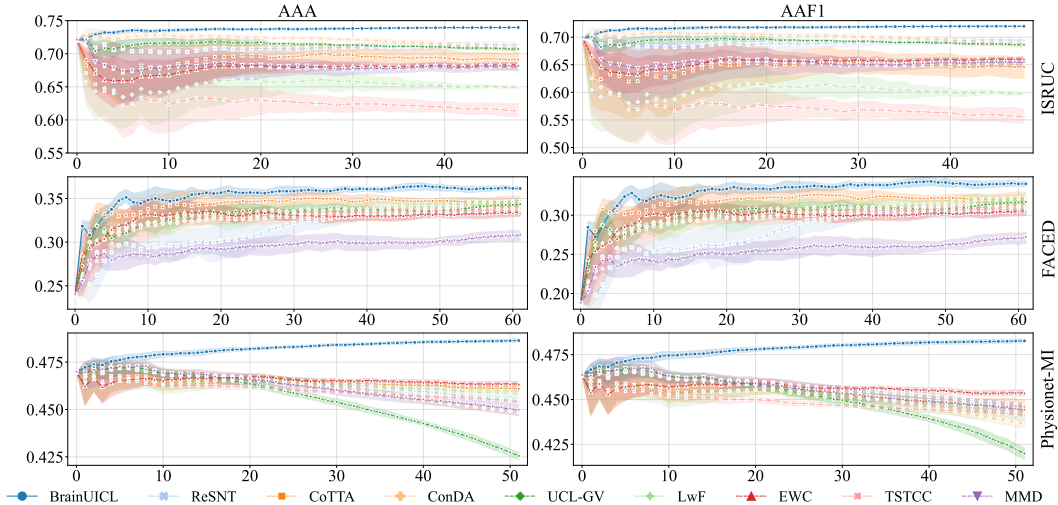 AAA
AAF1
0.75
0.70
0.65
0.60
0.55
0 10 20 30 40
0.70
0.65
0.60
0.55
0.50
0 10 20 30 40
ISRUC
0.35
0.30
0.25
0 10 20 30 40 50 60
0.30
0.25
0.20
0 10 20 30 40 50 60
FACED
0.475
0.450
0.425
0 10 20 30 40 50
0.475
0.450
0.425
0 10 20 30 40 50
Physionet-MI
BrainUICL ReSNT CoTTA ConDA UCL-GV LwF EWC TSTCC MMD